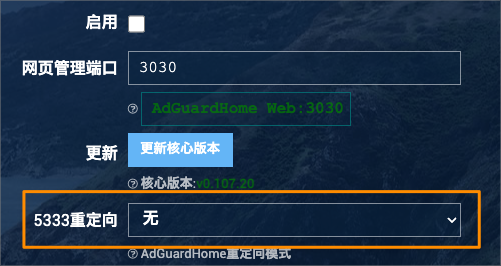 启用
网页管理端口 3030
AdGuardHome Web:3030
更新 更新核心版本
核心版本:v0.107.20
5333重定向 无
AdGuardHome重定向模式